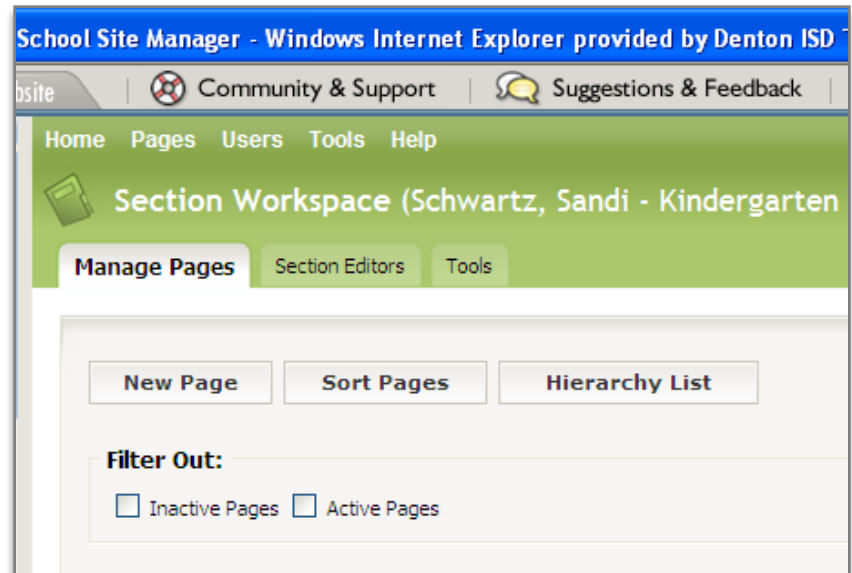 School Site Manager - Windows Internet Explorer provided by Denton ISD
Community & Support | Suggestions & Feedback |
Home Pages Users Tools Help
Section Workspace (Schwartz, Sandi - Kindergarten
Manage Pages Section Editors Tools
New Page Sort Pages Hierarchy List
Filter Out:
Inactive Pages Active Pages